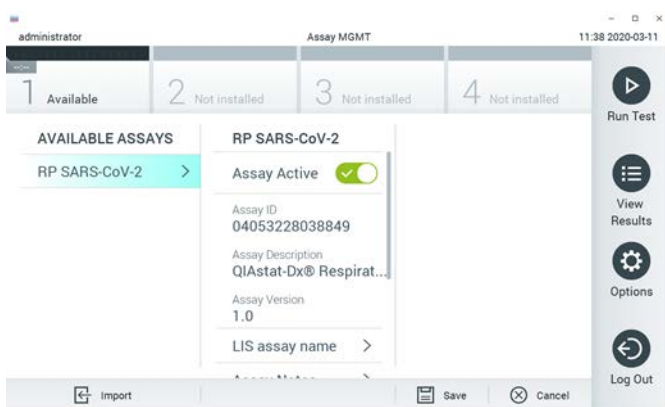 administrator Assay MGMT 11:38 2020-03-11
1 Available 2 Not installed 3 Not installed 4 Not installed
Run Test
AVAILABLE ASSAYS
RP SARS-CoV-2
RP SARS-CoV-2
Assay Active
Assay ID
04053228038849
Assay Description
QIAstat-Dx® Respirat...
Assay Version
1.0
LIS assay name
View
Results
Options
Log Out
Import
Save
Cancel